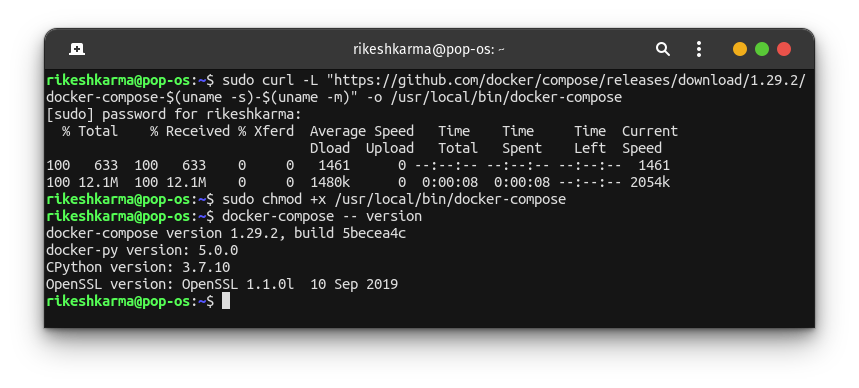 rikeshkarma@pop-os: ~
rikeshkarma@pop-os:~$ sudo curl -L "https://github.com/docker/compose/releases/download/1.29.2/
docker-compose-$(uname -s)-$(uname -m)" -o /usr/local/bin/docker-compose
[sudo] password for rikeshkarma:
  % Total    % Received % Xferd  Average Speed   Time    Time     Time  Current
                                 Dload  Upload   Total   Spent    Left  Speed
100   633  100   633    0     0   1461      0 --:--:-- --:--:-- --:--:--  1461
100 12.1M  100 12.1M    0     0  1480k      0  0:00:08  0:00:08 --:--:-- 2054k
rikeshkarma@pop-os:~$ sudo chmod +x /usr/local/bin/docker-compose
rikeshkarma@pop-os:~$ docker-compose -- version
docker-compose version 1.29.2, build 5becea4c
docker-py version: 5.0.0
CPython version: 3.7.10
OpenSSL version: OpenSSL 1.1.0l  10 Sep 2019
rikeshkarma@pop-os:~$